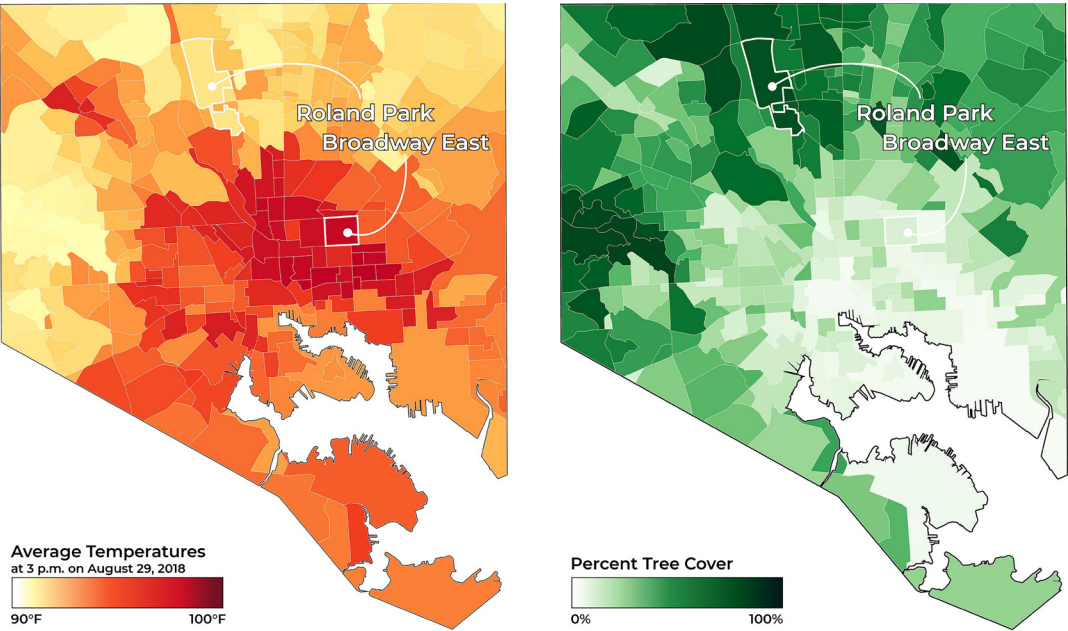 Roland Park
Broadway East
Average Temperatures
at 3 p.m. on August 29, 2018
90°F
100°F
Roland Park
Broadway East
Percent Tree Cover
0%
100%